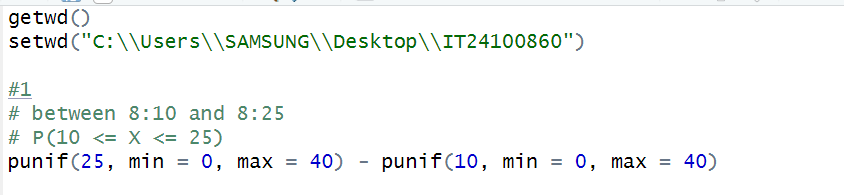 getwd()
setwd("C:\\Users\\SAMSUNG\\Desktop\\IT24100860")
#1
# between 8:10 and 8:25
# P(10 <= X <= 25)
punif(25, min = 0, max = 40) - punif(10, min = 0, max = 40)